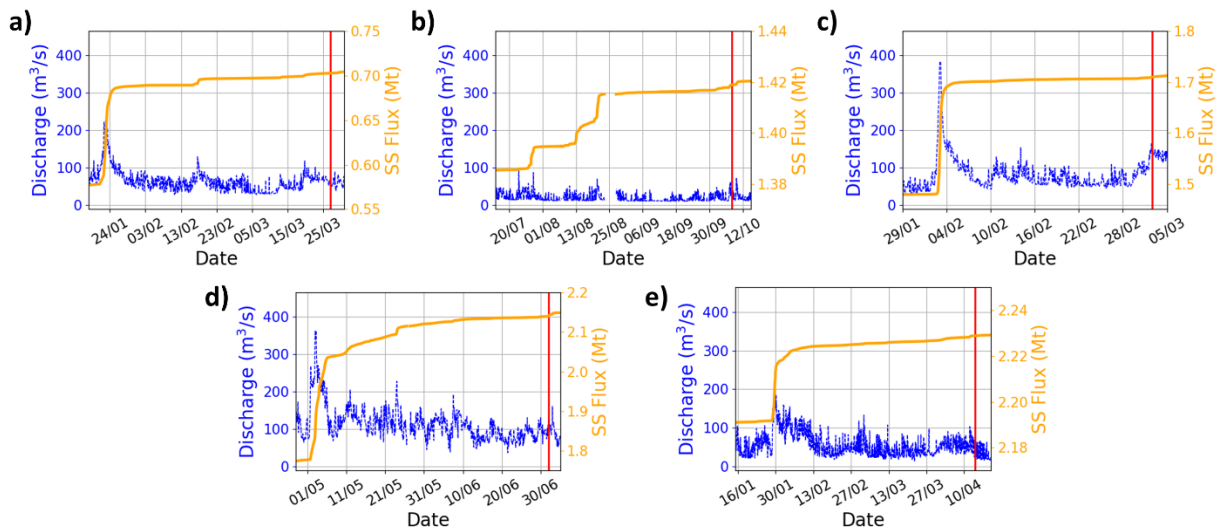 a)
Discharge (m³/s)
400
300
200
100
0
0.75
0.70
0.65
0.60
0.55
SS Flux (Mt)
24/01 03/02 13/02 23/02 05/03 15/03 25/03
Date
b)
Discharge (m³/s)
400
300
200
100
0
1.44
1.42
1.40
1.38
SS Flux (Mt)
20/07 01/08 13/08 25/08 06/09 18/09 30/09 12/10
Date
c)
Discharge (m³/s)
400
300
200
100
0
1.8
1.7
1.6
1.5
SS Flux (Mt)
29/01 04/02 10/02 16/02 22/02 28/02 05/03
Date
d)
Discharge (m³/s)
400
300
200
100
0
2.2
2.1
2.0
1.9
1.8
SS Flux (Mt)
01/05 11/05 21/05 31/05 10/06 20/06 30/06
Date
e)
Discharge (m³/s)
400
300
200
100
0
2.24
2.22
2.20
2.18
SS Flux (Mt)
16/01 30/01 13/02 27/02 13/03 27/03 10/04
Date